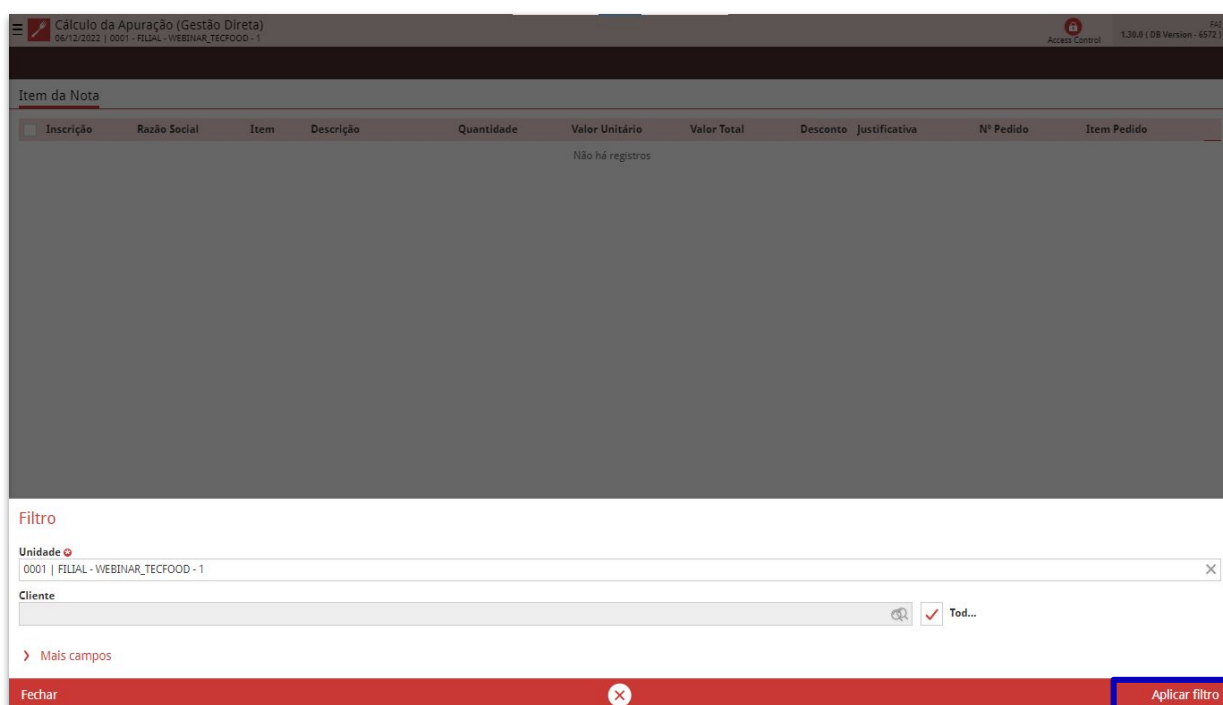 Cálculo da Apuração (Gestão Direta)
06/12/2022 | 0001 - FILIAL - WEBINAR_TECFOOD - 1
Access Control
1.38.0 ( DB Version - 6572 )
Item da Nota
Inscrição Razão Social Item Descrição Quantidade Valor Unitário Valor Total Desconto Justificativa Nº Pedido Item Pedido
Não há registros
Filtro
Unidade
0001 | FILIAL - WEBINAR_TECFOOD - 1
Cliente
Tod...
Mais campos
Fechar
Aplicar filtro